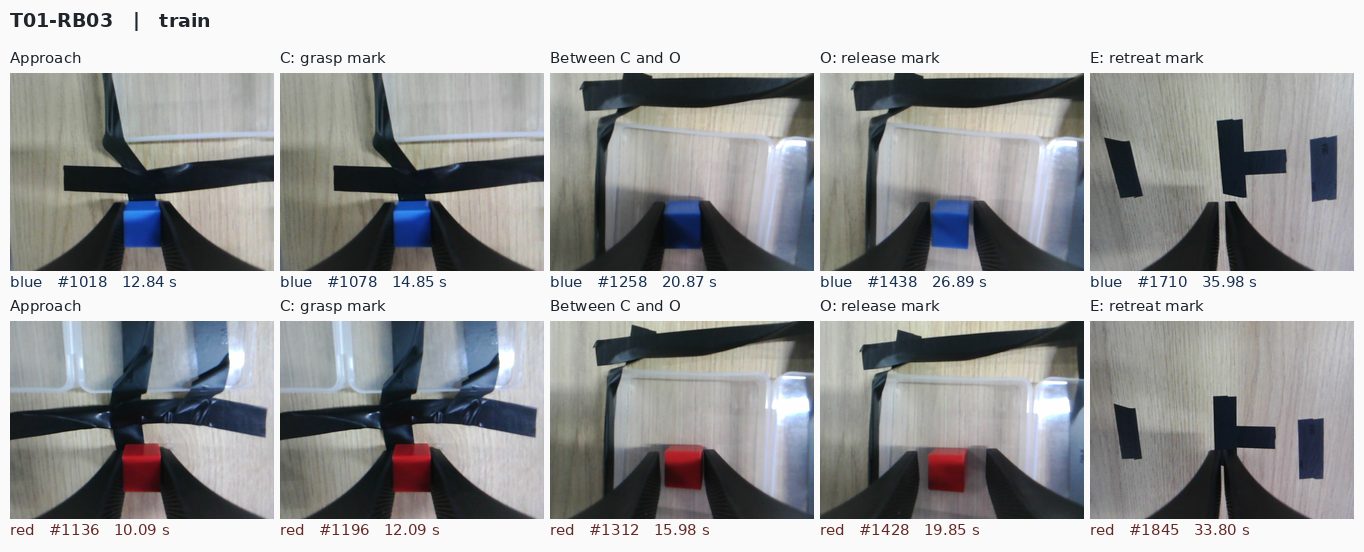 T01-RB03 | train
Approach
C: grasp mark
Between C and O
O: release mark
E: retreat mark
blue #1018 12.84 s
blue #1078 14.85 s
blue #1258 20.87 s
blue #1438 26.89 s
blue #1710 35.98 s
Approach
C: grasp mark
Between C and O
O: release mark
E: retreat mark
red #1136 10.09 s
red #1196 12.09 s
red #1312 15.98 s
red #1428 19.85 s
red #1845 33.80 s